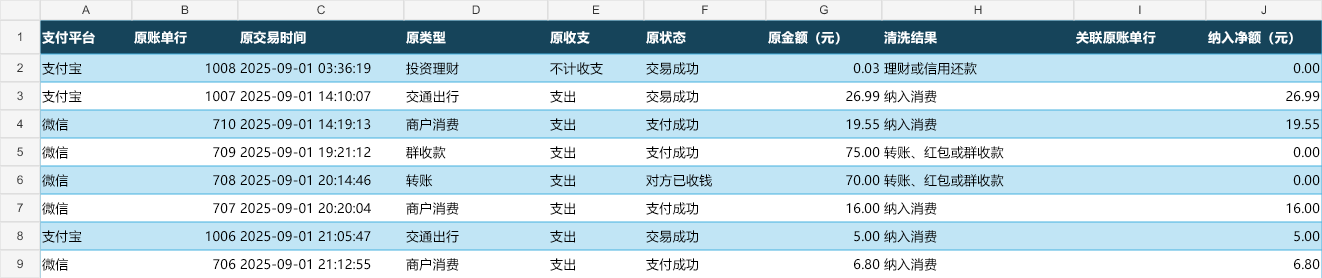 A B C D E F G H I J
1 支付平台 原账单行 原交易时间 原类型 原收支 原状态 原金额（元） 清洗结果 关联原账单行 纳入净额（元）
2 支付宝 1008 2025-09-01 03:36:19 投资理财 不计收支 交易成功 0.03 理财或信用还款 0.00
3 支付宝 1007 2025-09-01 14:10:07 交通出行 支出 交易成功 26.99 纳入消费 26.99
4 微信 710 2025-09-01 14:19:13 商户消费 支出 支付成功 19.55 纳入消费 19.55
5 微信 709 2025-09-01 19:21:12 群收款 支出 支付成功 75.00 转账、红包或群收款 0.00
6 微信 708 2025-09-01 20:14:46 转账 支出 对方已收钱 70.00 转账、红包或群收款 0.00
7 微信 707 2025-09-01 20:20:04 商户消费 支出 支付成功 16.00 纳入消费 16.00
8 支付宝 1006 2025-09-01 21:05:47 交通出行 支出 交易成功 5.00 纳入消费 5.00
9 微信 706 2025-09-01 21:12:55 商户消费 支出 支付成功 6.80 纳入消费 6.80